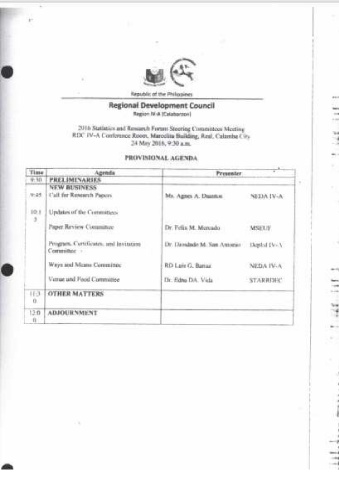 Republic of the Philippines
Regional Development Council
Region IV-A (Calabarzon)
2016 Statistics and Research Forum Steering Committee Meeting
RDC IV-A Conference Room, Marcelita Building, Real, Calamba City
24 May 2016, 9:30 a.m.
PROVISIONAL AGENDA
Time Agenda Presenter
9:30 PRELIMINARIES
NEW BUSINESS
9:45 Call for Research Papers Ms. Agnes A. NEDA IV-A
10:15 Updates of the Committees
Paper Review Committee Dr. Felix M. Mercado MSEUF
Program, Certificates, and Invitation Committee Dr. M. San Antonio DepEd IV-A
Ways and Means Committee RD Luis G. Banua NEDA IV-A
Venue and Food Committee Dr. Edna DA. Vida STARRDEC
11:30 OTHER MATTERS
12:00 ADJOURNMENT